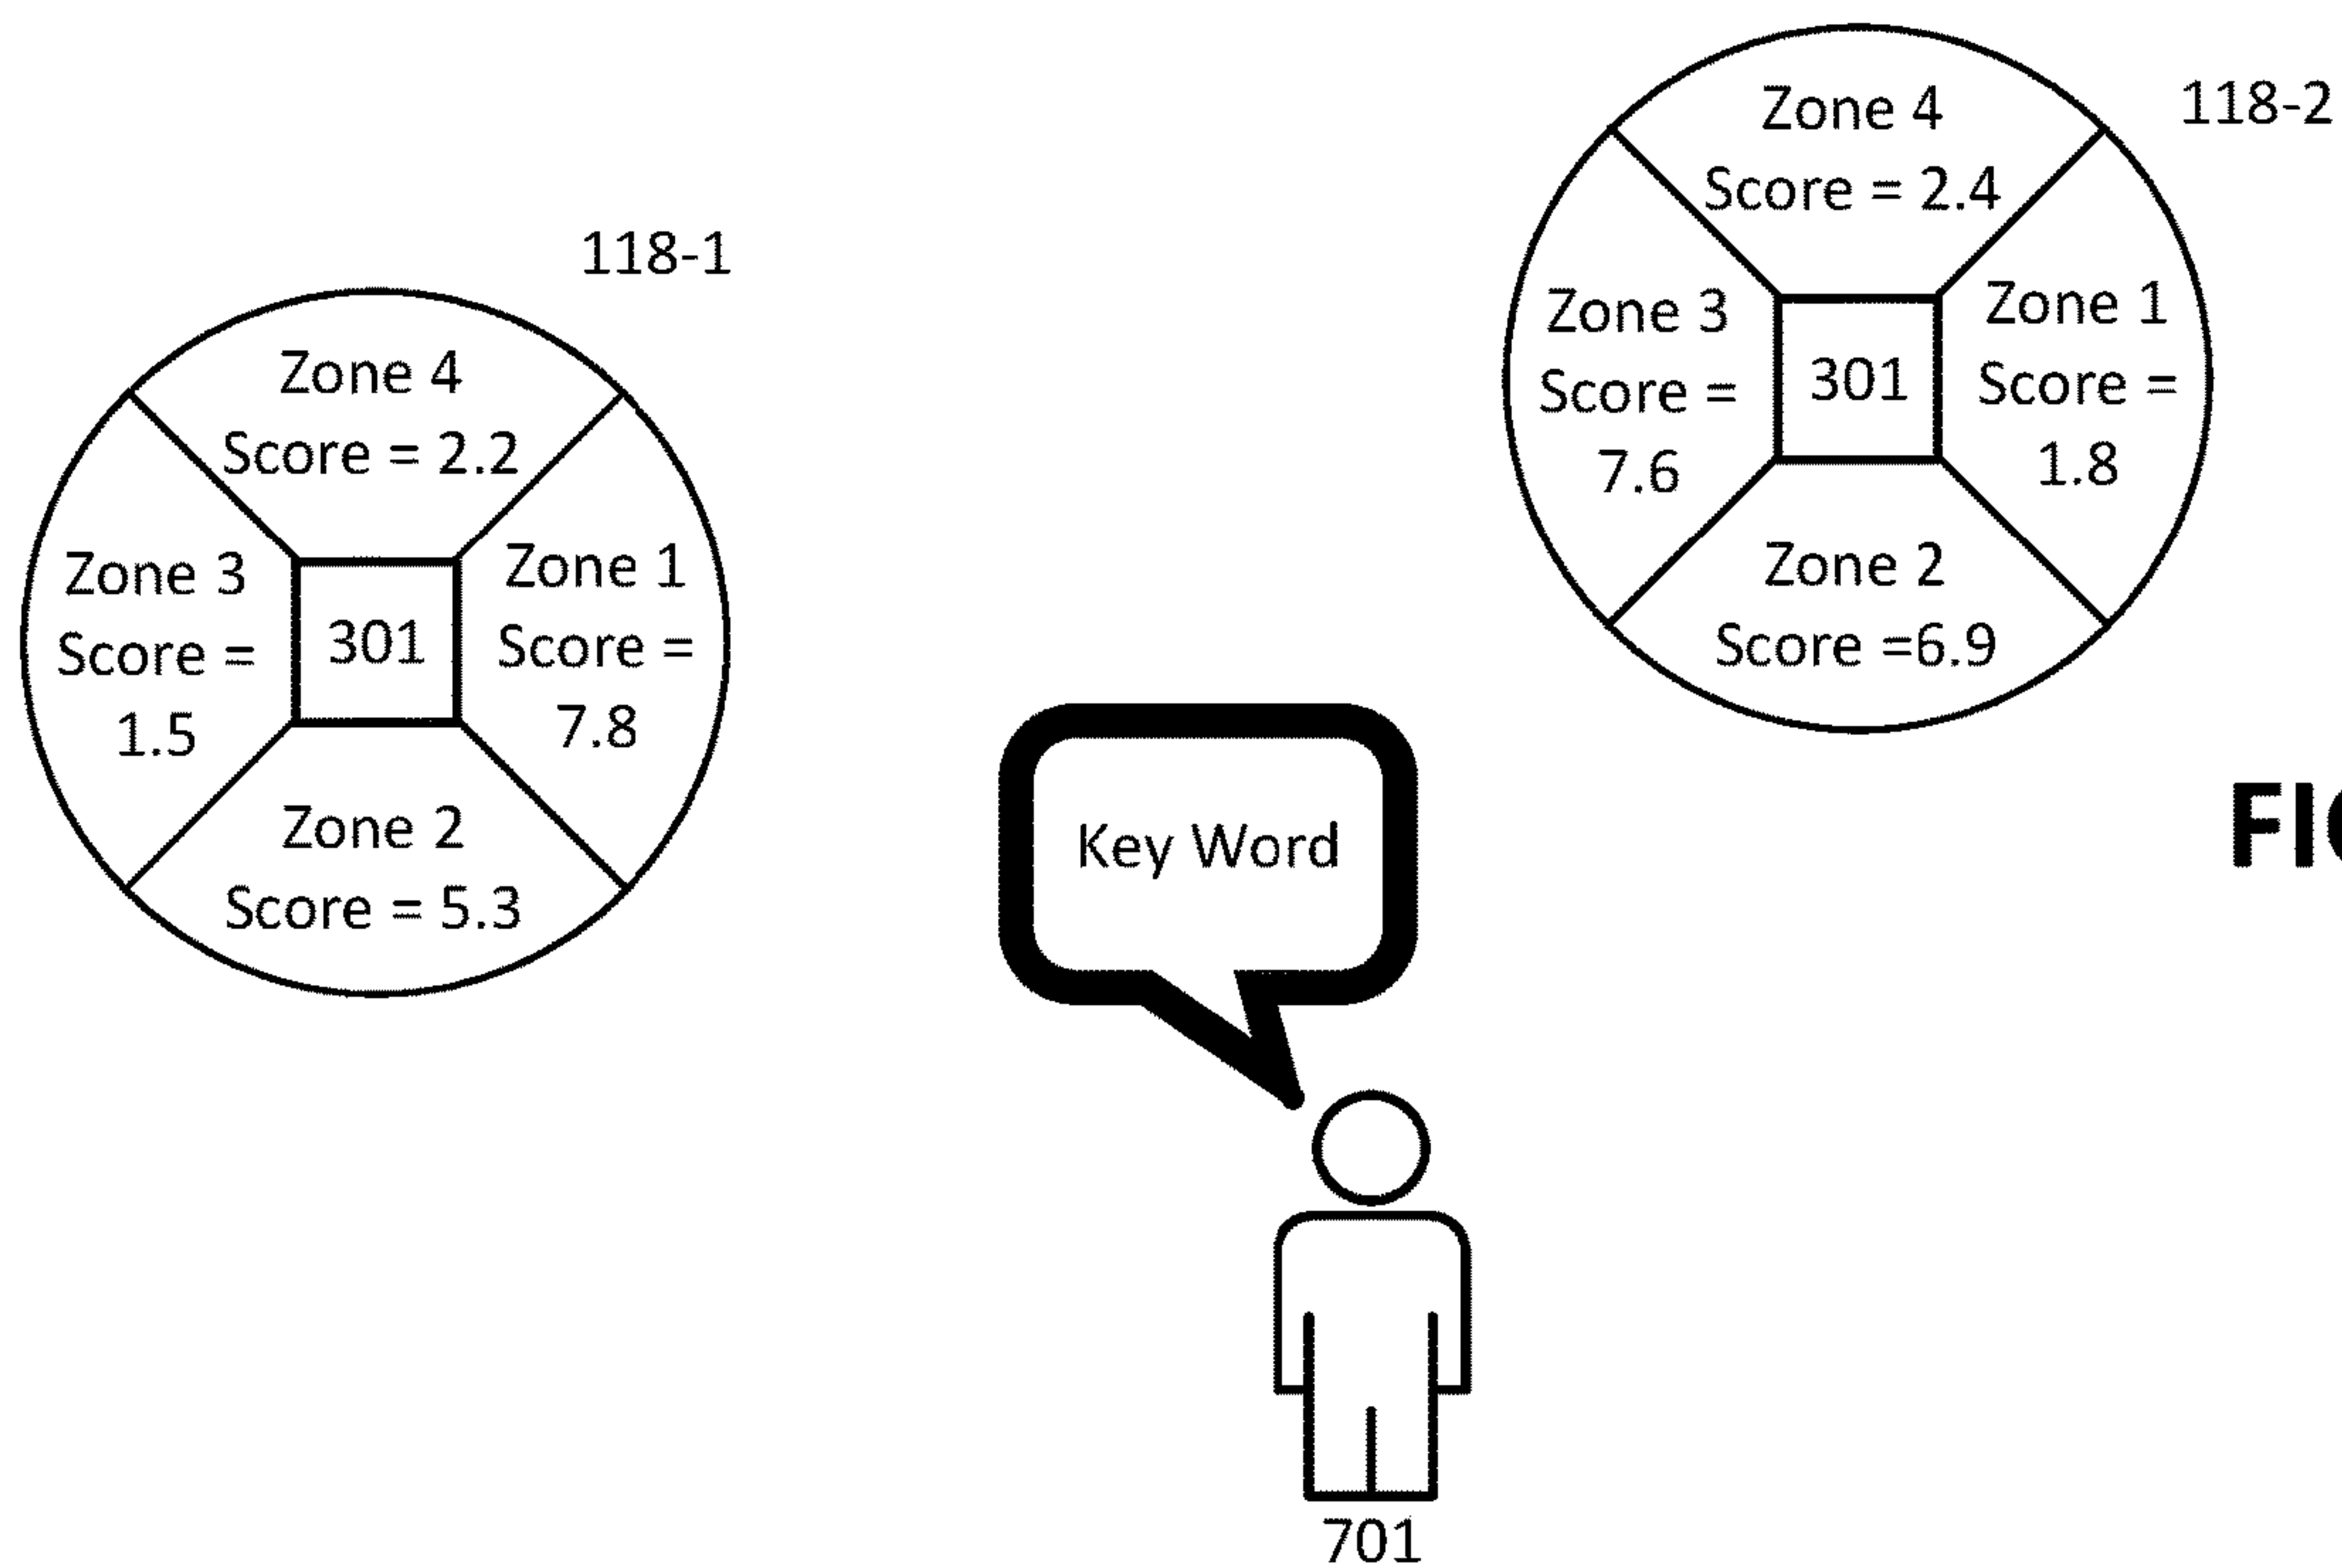 118-1
Zone 4
Score = 2.2
Zone 3
Score =
1.5
301
Zone 1
Score =
7.8
Zone 2
Score = 5.3
118-2
Zone 4
Score = 2.4
Zone 3
Score =
7.6
301
Zone 1
Score =
1.8
Zone 2
Score =6.9
Key Word
701